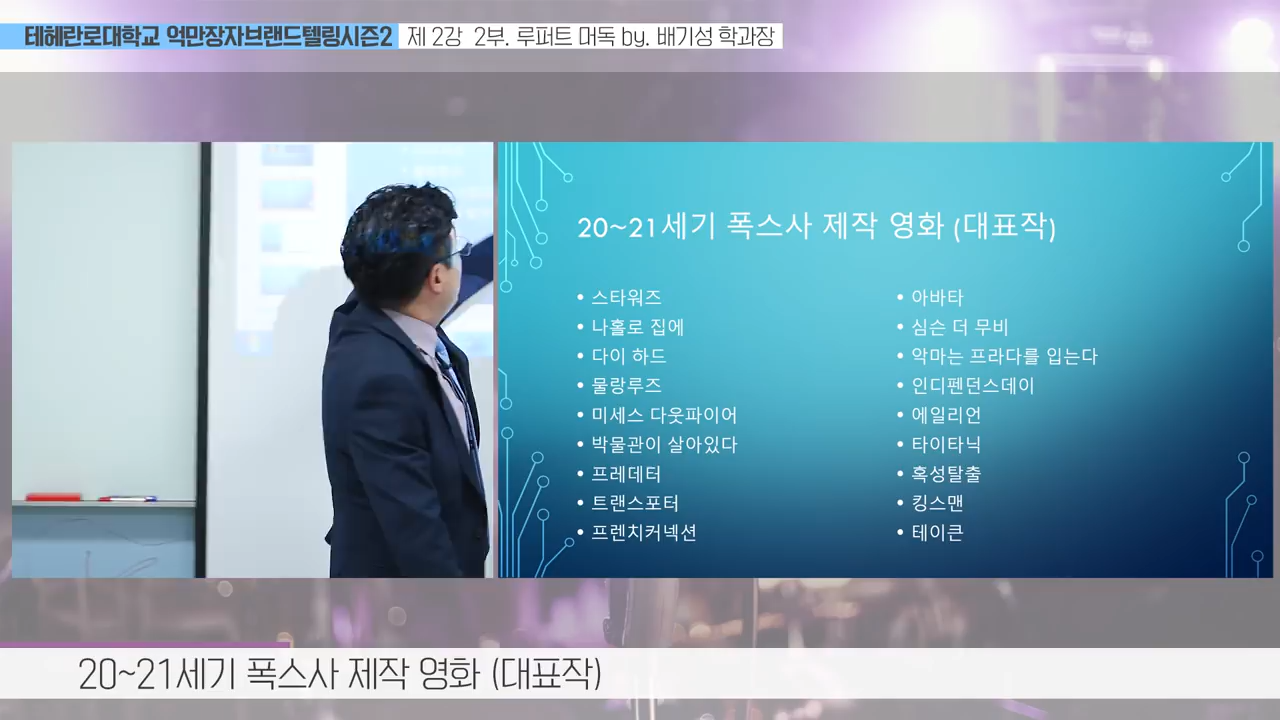 테헤란로대학교 억만장자브랜드텔링시즌2 제 2강 2부. 루퍼트 머독 by. 배기성 학과장
20~21세기 폭스사 제작 영화 (대표작)
• 스타워즈
• 나홀로 집에
• 다이 하드
• 물랑루즈
• 미세스 다웃파이어
• 박물관이 살아있다
• 프레데터
• 트랜스포터
• 프렌치커넥션
• 아바타
• 심슨 더 무비
• 악마는 프라다를 입는다
• 인디펜던스데이
• 에일리언
• 타이타닉
• 혹성탈출
• 킹스맨
• 테이큰
20~21세기 폭스사 제작 영화 (대표작)